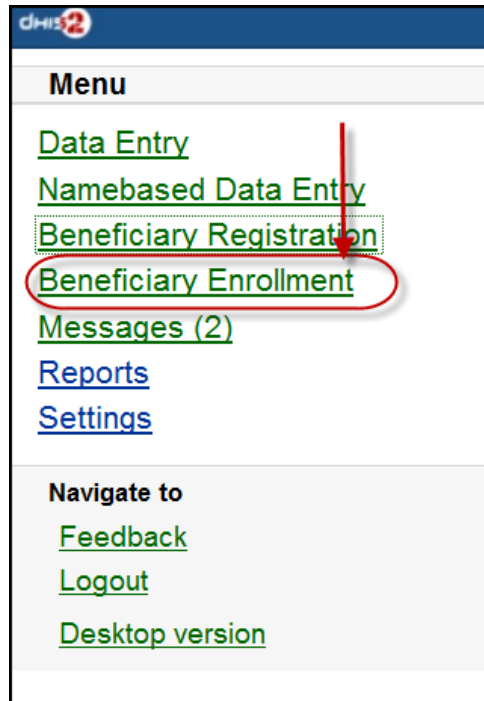 dHIS2
Menu
Data Entry
Namebased Data Entry
Beneficiary Registration
Beneficiary Enrollment
Messages (2)
Reports
Settings
Navigate to
Feedback
Logout
Desktop version